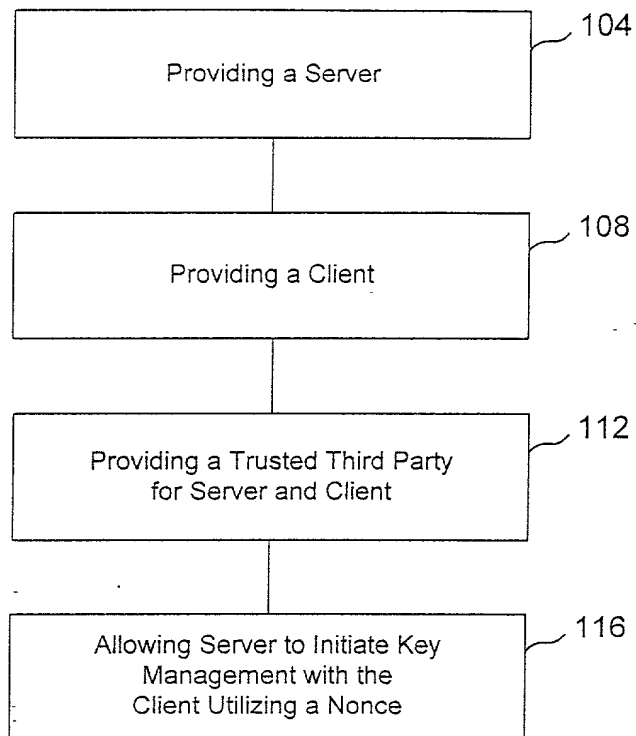 104
Providing a Server
108
Providing a Client
112
Providing a Trusted Third Party
for Server and Client
116
Allowing Server to Initiate Key
Management with the
Client Utilizing a Nonce